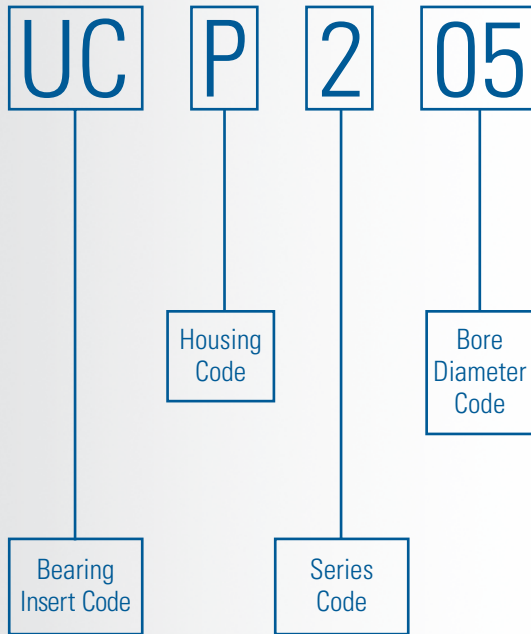 UC P 2 05
Housing
Code
Bore
Diameter
Code
Bearing
Insert Code
Series
Code